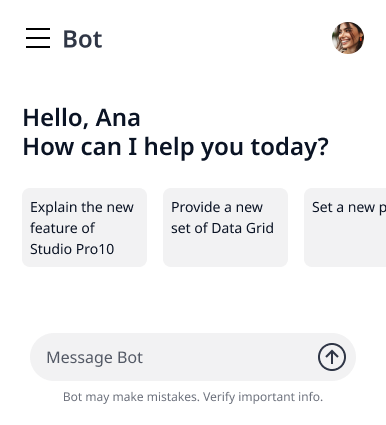 Bot
Hello, Ana
How can I help you today?
Explain the new
feature of
Studio Pro10
Provide a new
set of Data Grid
Set a new p
Message Bot
Bot may make mistakes. Verify important info.